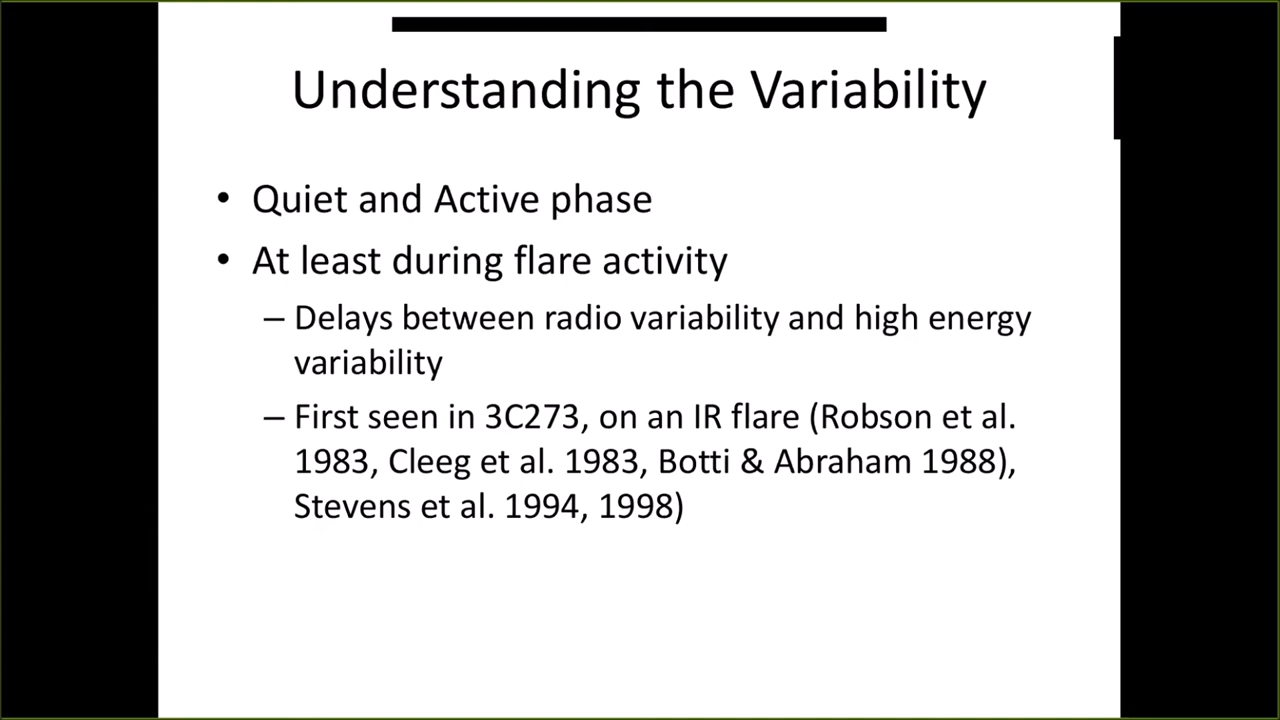 Understanding the Variability
• Quiet and Active phase
• At least during flare activity
– Delays between radio variability and high energy
variability
– First seen in 3C273, on an IR flare (Robson et al.
1983, Cleeg et al. 1983, Botti & Abraham 1988),
Stevens et al. 1994, 1998)